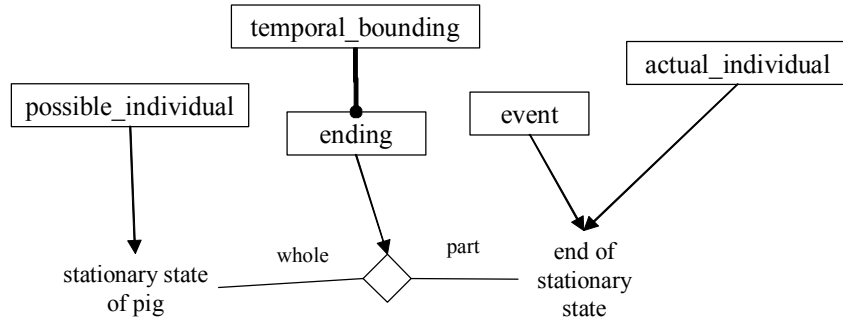 temporal_bounding
actual_individual
possible_individual
event
ending
whole
part
stationary state
of pig
end of
stationary
state